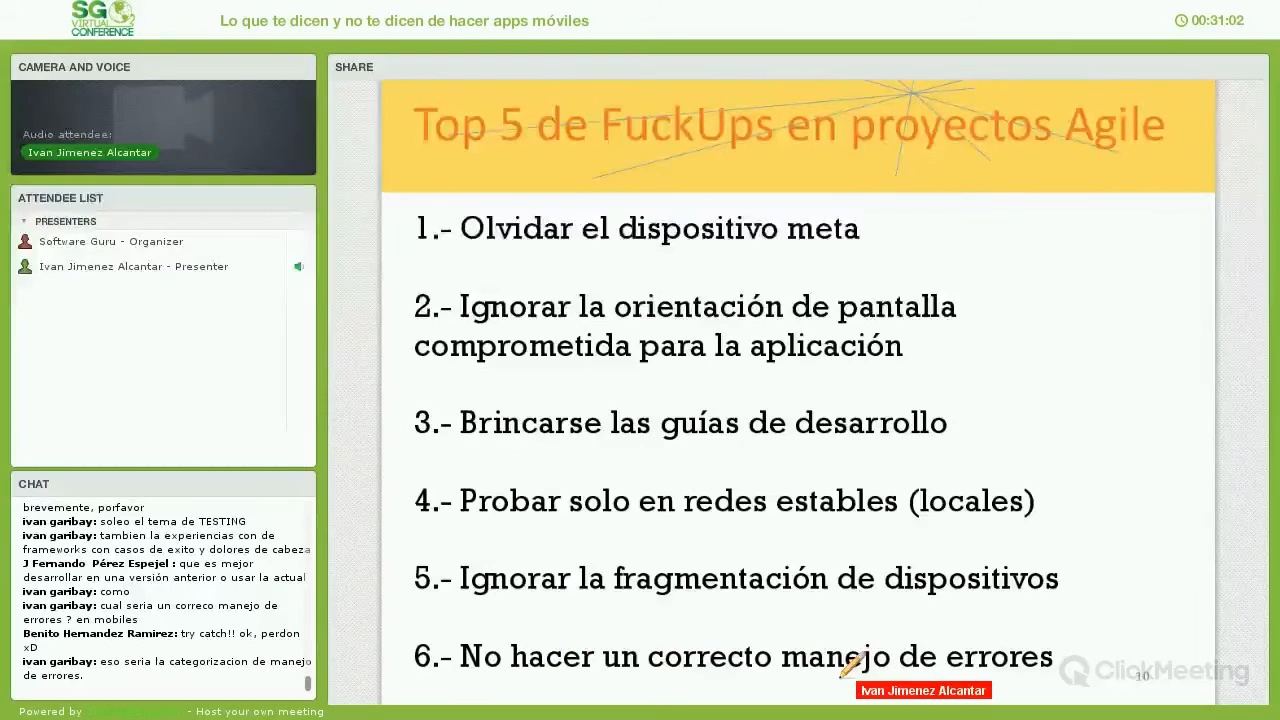 SG
VIRTUAL
CONFERENCE
Lo que te dicen y no te dicen de hacer apps móviles
00:31:02
CAMERA AND VOICE
Audio attendee:
Ivan Jimenez Alcantar
ATTENDEE LIST
PRESENTERS
Software Guru - Organizer
Ivan Jimenez Alcantar - Presenter
CHAT
brevemente, porfavor
ivan garibay: soleo el tema de TESTING
ivan garibay: tambien la experiencias con de
frameworks con casos de exito y dolores de cabeza
J Fernando Pérez Espejel : que es mejor
desarrollar en una versión anterior o usar la actual
ivan garibay: como
ivan garibay: cual seria un correco manejo de
errores ? en mobiles
Benito Hernandez Ramirez: try catch!! ok, perdon
xD
ivan garibay: eso seria la categorizacion de manejo
de errores.
Powered by
- Host your own meeting
SHARE
Top 5 de FuckUps en proyectos Agile
1.- Olvidar el dispositivo meta
2.- Ignorar la orientación de pantalla
comprometida para la aplicación
3.- Brincarse las guías de desarrollo
4.- Probar solo en redes estables (locales)
5.- Ignorar la fragmentación de dispositivos
6.- No hacer un correcto manejo de errores
10
ClickMeeting
Ivan Jimenez Alcantar